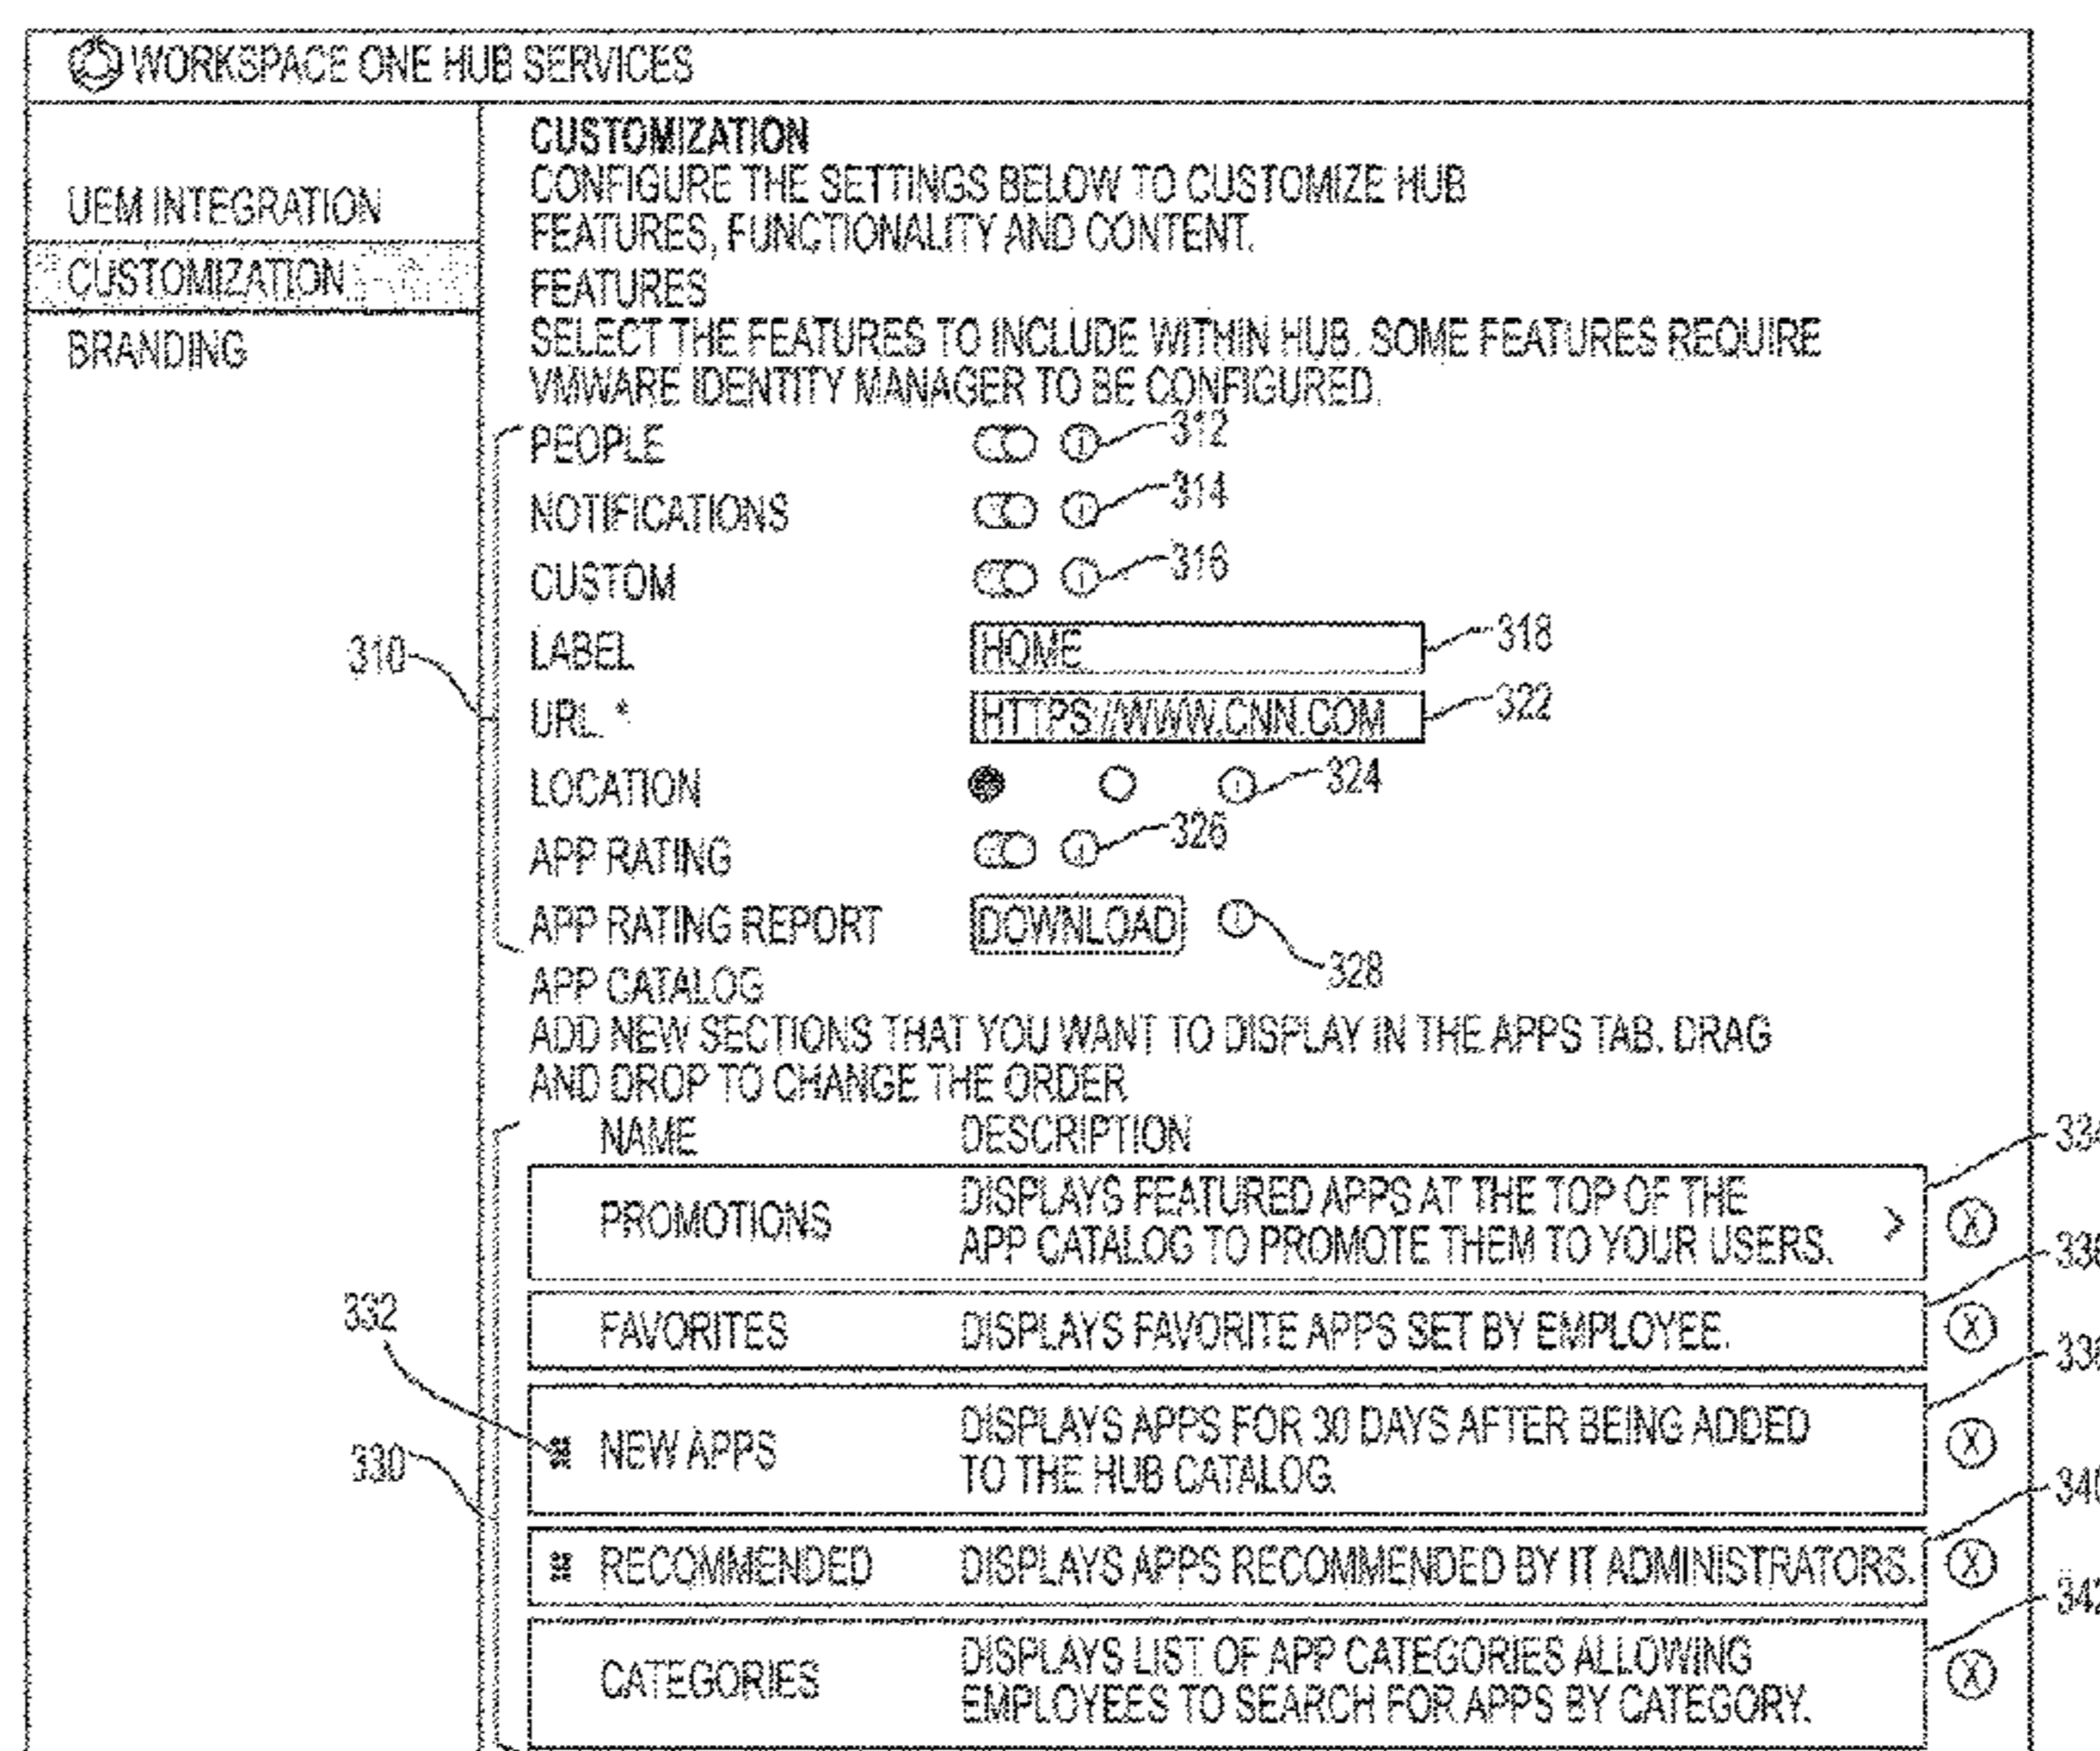 WORKSPACE ONE HUB SERVICES
UEM INTEGRATION
CUSTOMIZATION
BRANDING
CUSTOMIZATION
CONFIGURE THE SETTINGS BELOW TO CUSTOMIZE HUB
FEATURES, FUNCTIONALITY AND CONTENT.
FEATURES
SELECT THE FEATURES TO INCLUDE WITHIN HUB. SOME FEATURES REQUIRE
VMWARE IDENTITY MANAGER TO BE CONFIGURED.
310
PEOPLE 312
NOTIFICATIONS 314
CUSTOM 316
LABEL HOME 318
URL. * HTTPS://WWW.CNN.COM 322
LOCATION 324
APP RATING 326
APP RATING REPORT DOWNLOAD 328
APP CATALOG
ADD NEW SECTIONS THAT YOU WANT TO DISPLAY IN THE APPS TAB. DRAG
AND DROP TO CHANGE THE ORDER
330
NAME DESCRIPTION
PROMOTIONS DISPLAYS FEATURED APPS AT THE TOP OF THE
APP CATALOG TO PROMOTE THEM TO YOUR USERS. > X
FAVORITES DISPLAYS FAVORITE APPS SET BY EMPLOYEE. X
332
NEW APPS DISPLAYS APPS FOR 30 DAYS AFTER BEING ADDED
TO THE HUB CATALOG. X
RECOMMENDED DISPLAYS APPS RECOMMENDED BY IT ADMINISTRATORS. X 340
CATEGORIES DISPLAYS LIST OF APP CATEGORIES ALLOWING
EMPLOYEES TO SEARCH FOR APPS BY CATEGORY. X 342